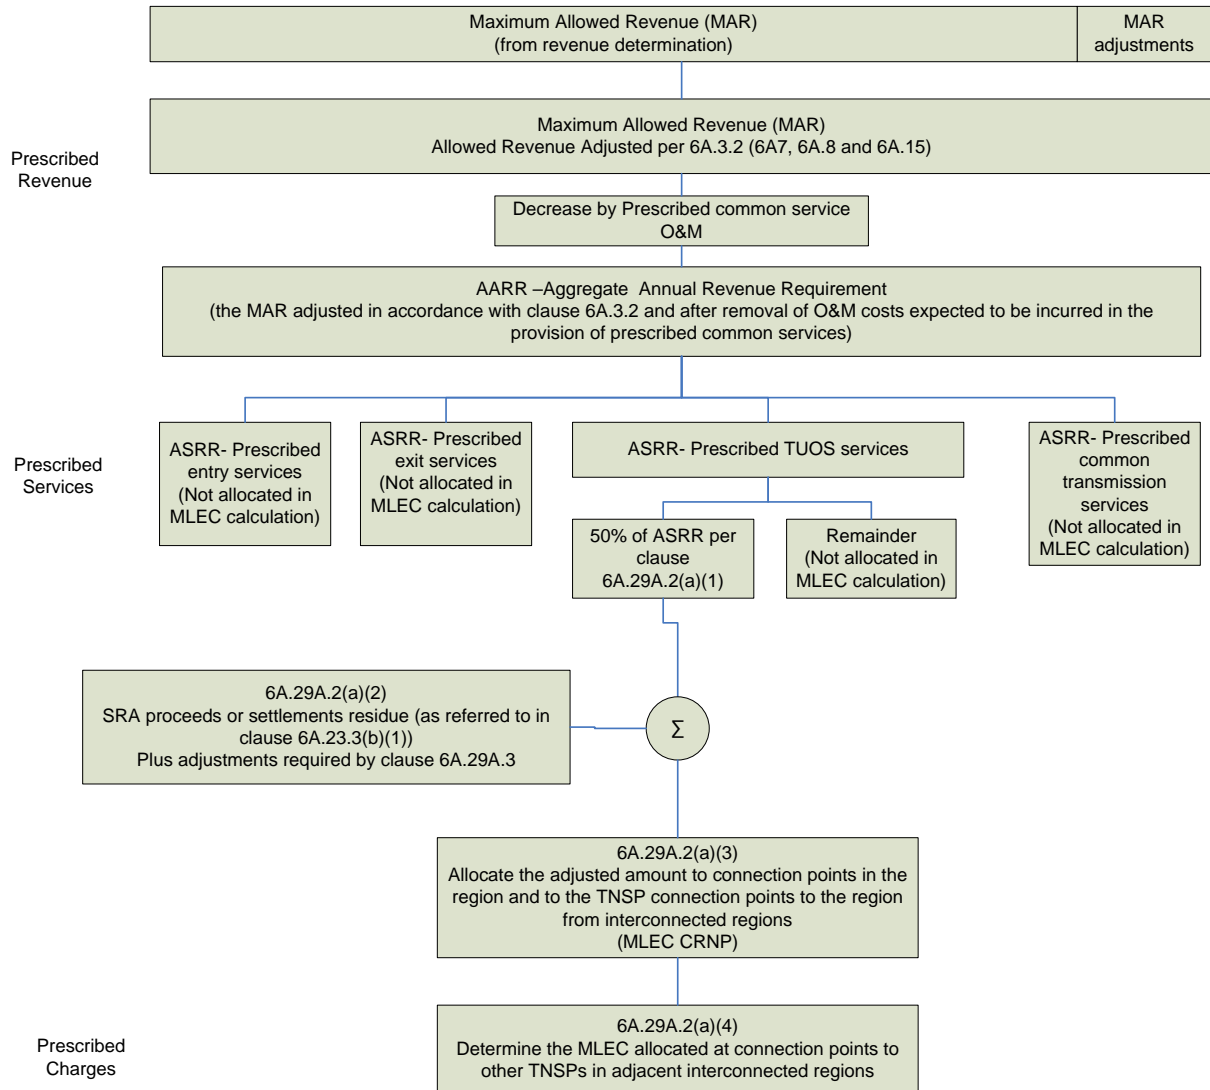 Maximum Allowed Revenue (MAR)
(from revenue determination)
MAR
adjustments
Prescribed
Revenue
Maximum Allowed Revenue (MAR)
Allowed Revenue Adjusted per 6A.3.2 (6A7, 6A.8 and 6A.15)
Decrease by Prescribed common service
O&M
AARR –Aggregate Annual Revenue Requirement
(the MAR adjusted in accordance with clause 6A.3.2 and after removal of O&M costs expected to be incurred in the
provision of prescribed common services)
Prescribed
Services
ASRR- Prescribed
entry services
(Not allocated in
MLEC calculation)
ASRR- Prescribed
exit services
(Not allocated in
MLEC calculation)
ASRR- Prescribed TUOS services
ASRR- Prescribed
common
transmission
services
(Not allocated in
MLEC calculation)
50% of ASRR per
clause
6A.29A.2(a)(1)
Remainder
(Not allocated in
MLEC calculation)
6A.29A.2(a)(2)
SRA proceeds or settlements residue (as referred to in
clause 6A.23.3(b)(1))
Plus adjustments required by clause 6A.29A.3
Σ
6A.29A.2(a)(3)
Allocate the adjusted amount to connection points in the
region and to the TNSP connection points to the region
from interconnected regions
(MLEC CRNP)
Prescribed
Charges
6A.29A.2(a)(4)
Determine the MLEC allocated at connection points to
other TNSPs in adjacent interconnected regions